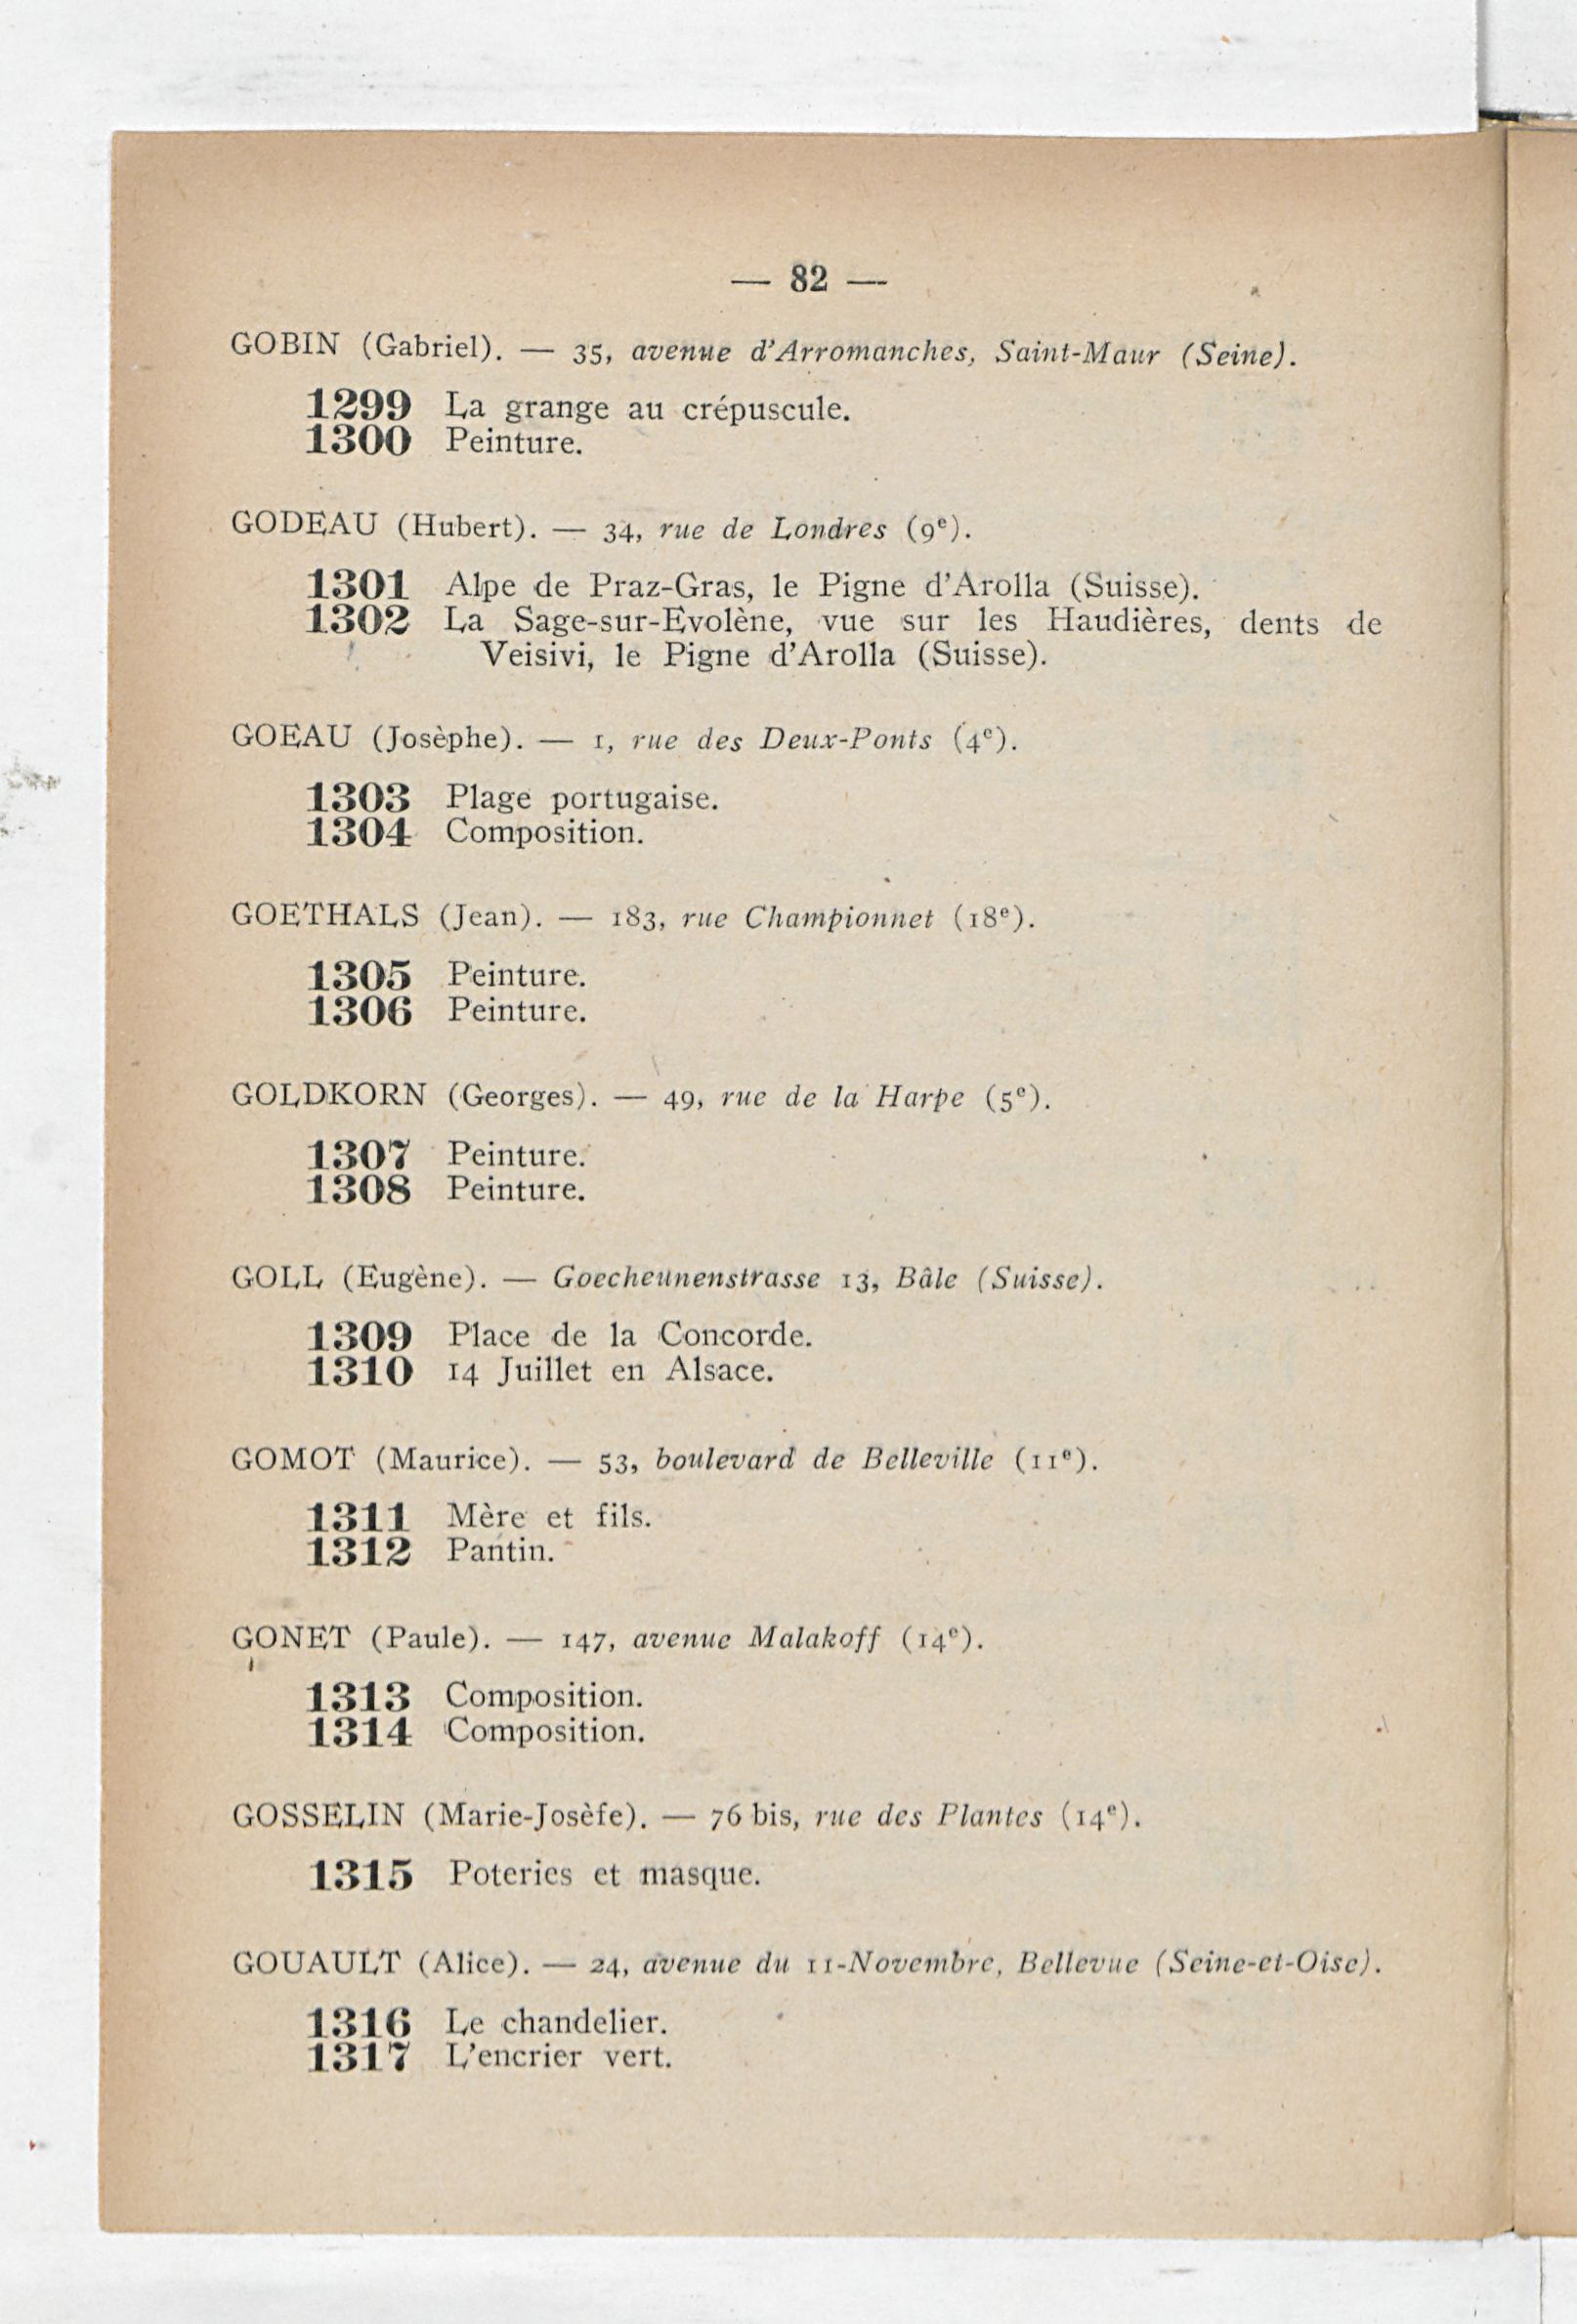 — 82 —
GOBIN (Gabriel). — 35, avenue d'Arromanches, Saint-Maur (Seine).
1299 La grange au crépuscule.
1300 Peinture.
GODEAU (Hubert). — 34, rue de Londres (9e).
1301 Alpe de Praz-Gras, le Pigne d'Arolla (Suisse).
1302 La Sage-sur-Evolène, vue sur les Haudières, dents de
Veisivi, le Pigne d'Arolla (Suisse).
GOEAU (Josèphe). — 1, rue des Deux-Ponts (4e).
1303 Plage portugaise.
1304 Composition.
GOETHALS (Jean). — 183, rue Championnet (18e).
1305 Peinture.
1306 Peinture.
GOLDKORN (Georges). — 49, rue de la Harpe (5e).
1307 Peinture.
1308 Peinture.
GOLL (Eugène). — Goecheunenstrasse 13, Bâle (Suisse).
1309 Place de la Concorde.
1310 14 Juillet en Alsace.
GOMOT (Maurice). — 53, boulevard de Belleville (11e).
1311 Mère et fils.
1312 Pantin.
GONET (Paule). — 147, avenue Malakoff (14e).
1313 Composition.
1314 Composition.
GOSSELIN (Marie-Josèfe). — 76 bis, rue des Plantes (14e).
1315 Poteries et masque.
GOUAULT (Alice). — 24, avenue du 11-Novembre, Bellevue (Seine-et-Oise).
1316 Le chandelier.
1317 L'encrier vert.